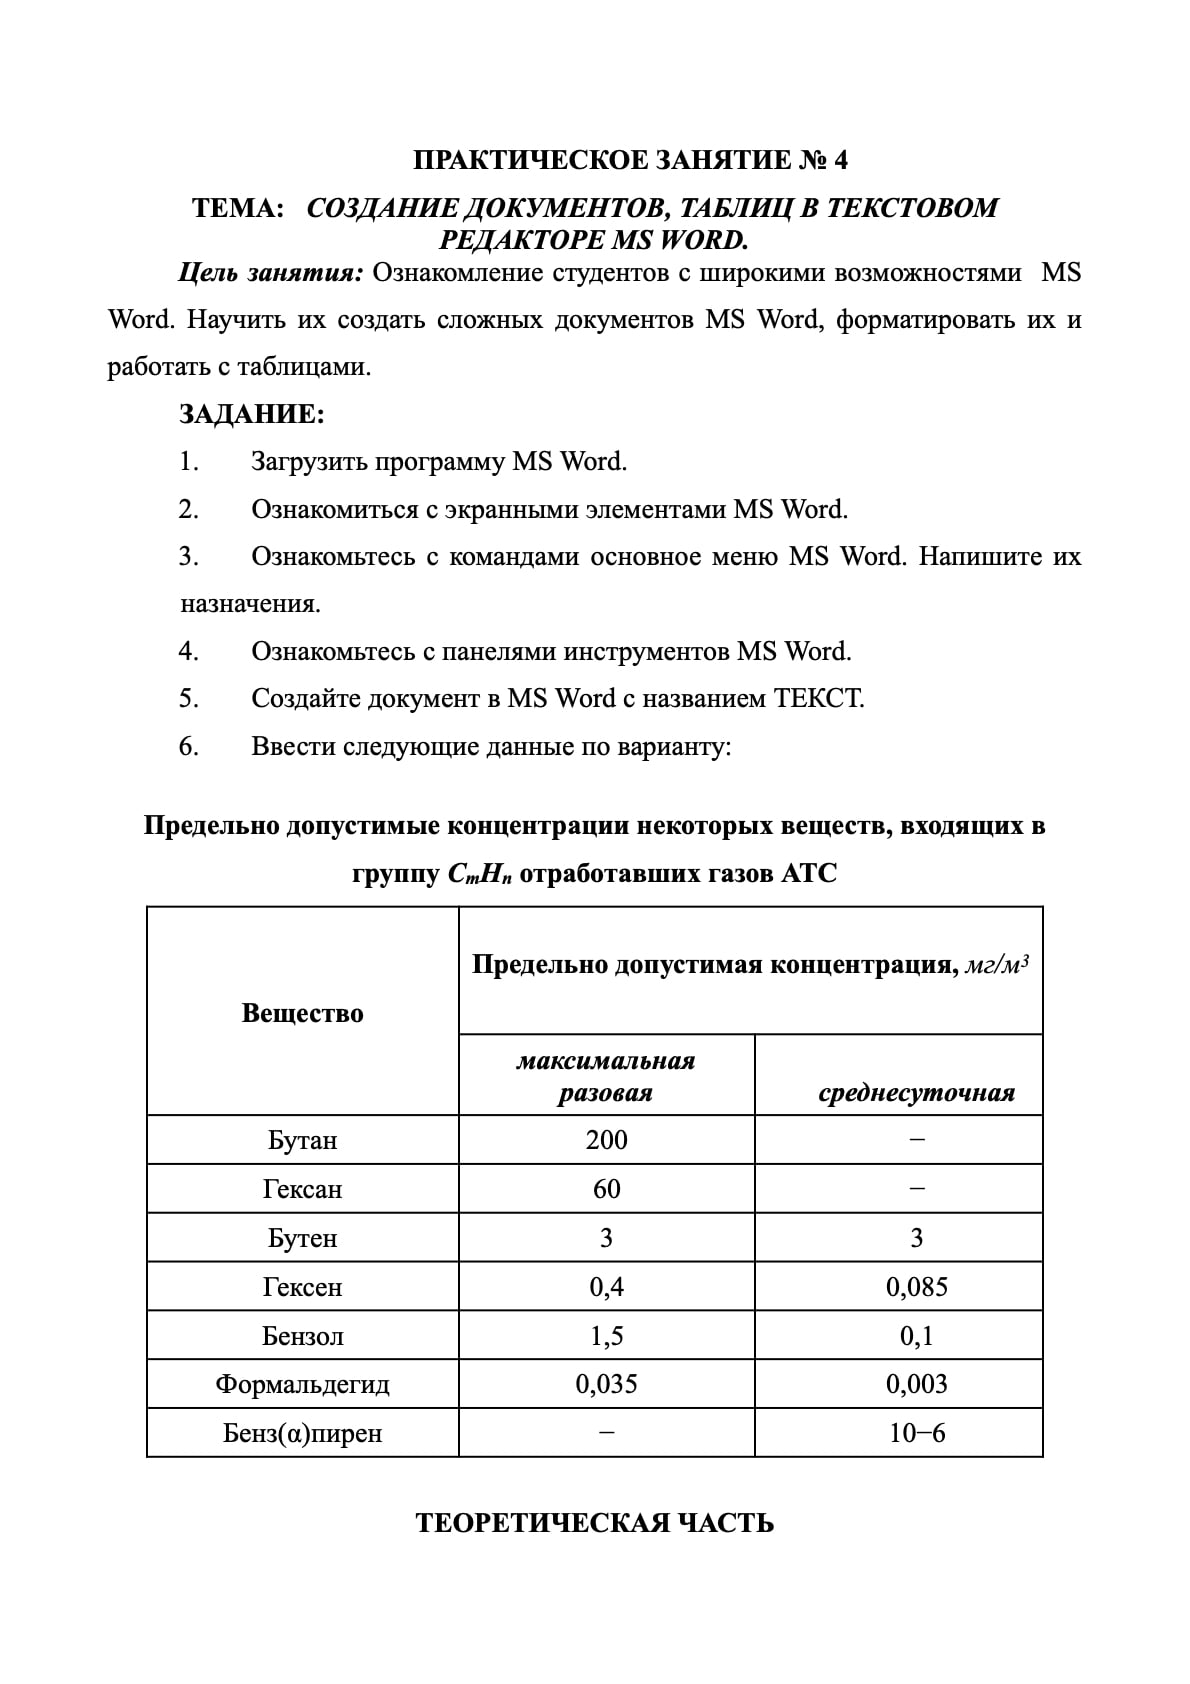 ПРАКТИЧЕСКОЕ ЗАНЯТИЕ № 4
ТЕМА: СОЗДАНИЕ ДОКУМЕНТОВ, ТАБЛИЦ В ТЕКСТОВОМ
РЕДАКТОРЕ MS WORD.
Цель занятия: Ознакомление студентов с широкими возможностями MS
Word. Научить их создать сложных документов MS Word, форматировать их и
работать с таблицами.
ЗАДАНИЕ:
1. Загрузить программу MS Word.
2. Ознакомиться с экранными элементами MS Word.
3. Ознакомьтесь с командами основное меню MS Word. Напишите их
назначения.
4. Ознакомьтесь с панелями инструментов MS Word.
5. Создайте документ в MS Word с названием ТЕКСТ.
6. Ввести следующие данные по варианту:
Предельно допустимые концентрации некоторых веществ, входящих в
группу CmHn отработавших газов АТС
Вещество
Предельно допустимая концентрация, мг/м³
максимальная
разовая
среднесуточная
Бутан 200 –
Гексан 60 –
Бутен 3 3
Гексен 0,4 0,085
Бензол 1,5 0,1
Формальдегид 0,035 0,003
Бенз(α)пирен – 10−6
ТЕОРЕТИЧЕСКАЯ ЧАСТЬ